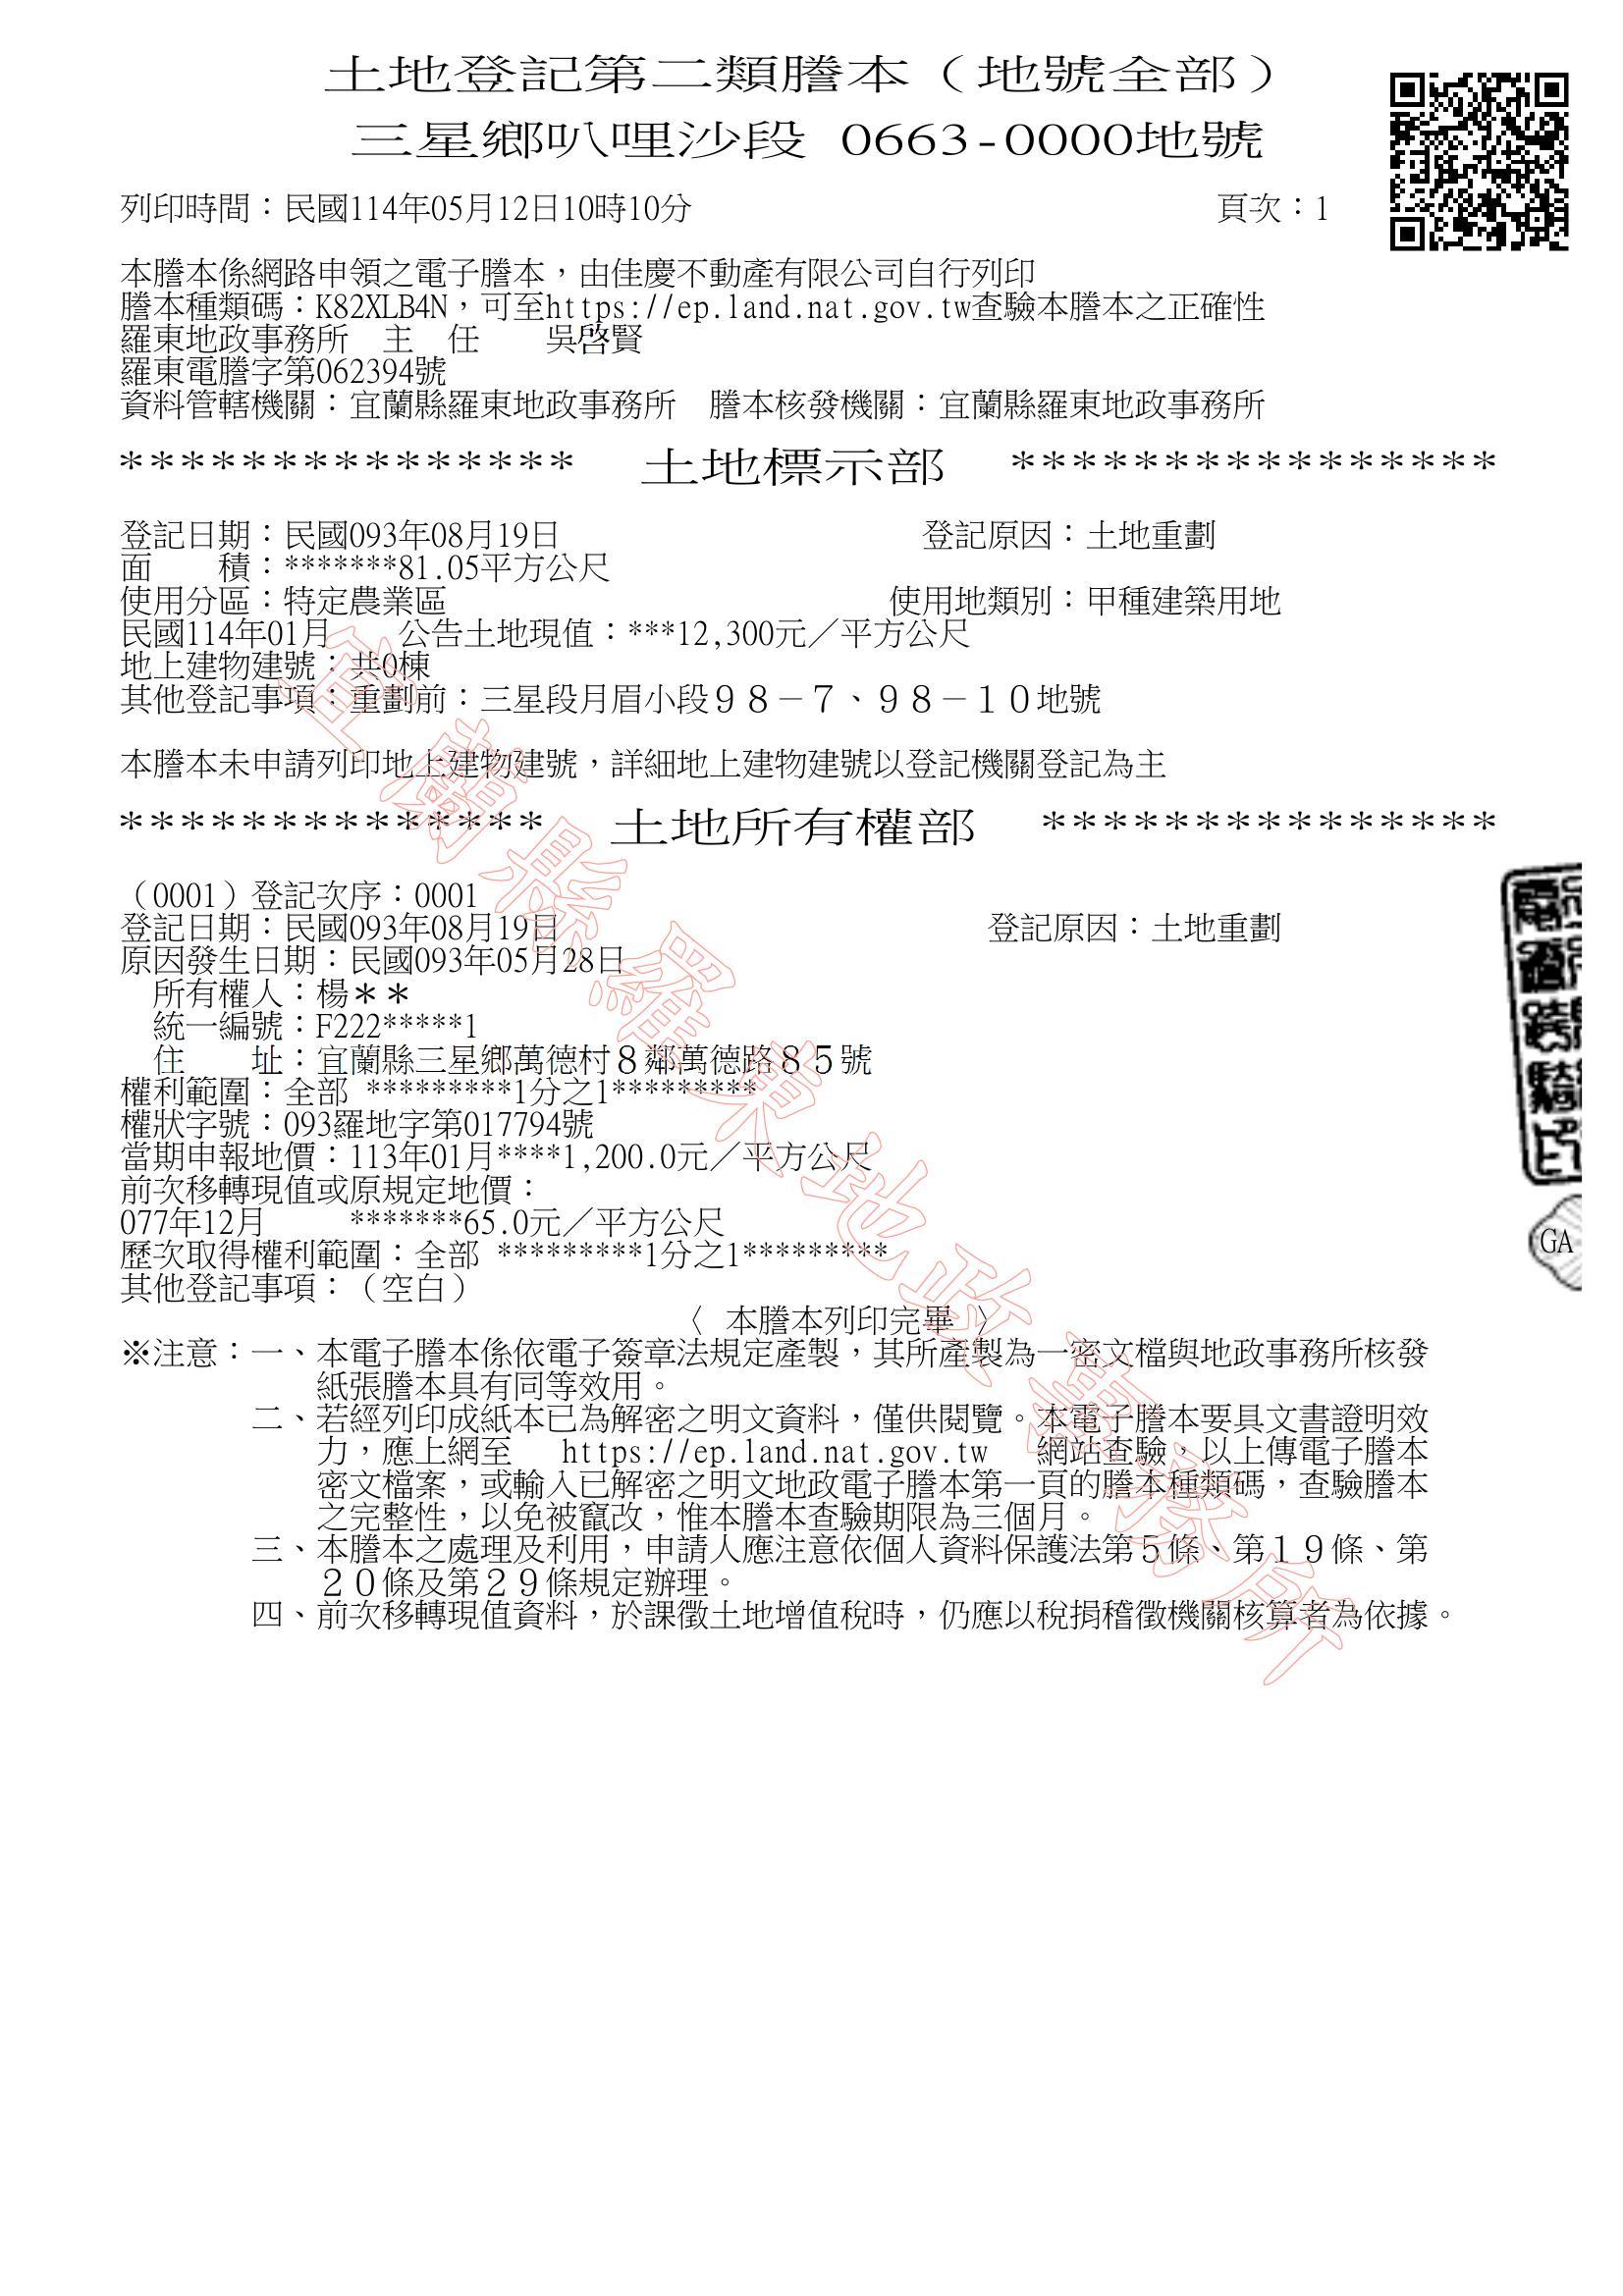 土地登記第二類謄本（地號全部）
三星鄉叭哩沙段 0663-0000地號
列印時間：民國114年05月12日10時10分　頁次：1
本謄本係網路申領之電子謄本，由佳慶不動產有限公司自行列印
謄本種類碼：K82XLB4N，可至https://ep.land.nat.gov.tw查驗本謄本之正確性
羅東地政事務所　主　任　　吳啓賢
羅東電謄字第062394號
資料管轄機關：宜蘭縣羅東地政事務所　謄本核發機關：宜蘭縣羅東地政事務所
***************　土地標示部　****************
登記日期：民國093年08月19日　登記原因：土地重劃
面　　積：*******81.05平方公尺
使用分區：特定農業區　使用地類別：甲種建築用地
民國114年01月　　公告土地現值：***12,300元／平方公尺
地上建物建號：共0棟
其他登記事項：重劃前：三星段月眉小段９８－７、９８－１０地號
本謄本未申請列印地上建物建號，詳細地上建物建號以登記機關登記為主
**************　土地所有權部　***************
（0001）登記次序：0001
登記日期：民國093年08月19日　登記原因：土地重劃
原因發生日期：民國093年05月28日
所有權人：楊＊＊
統一編號：F222*****1
住　　址：宜蘭縣三星鄉萬德村８鄰萬德路８５號
權利範圍：全部 *********1分之1*********
權狀字號：093羅地字第017794號
當期申報地價：113年01月****1,200.0元／平方公尺
前次移轉現值或原規定地價：
077年12月　　*******65.0元／平方公尺
歷次取得權利範圍：全部 *********1分之1*********
其他登記事項：（空白）
〈 本謄本列印完畢 〉
※注意：一、本電子謄本係依電子簽章法規定產製，其所產製為一密文檔與地政事務所核發
紙張謄本具有同等效用。
二、若經列印成紙本已為解密之明文資料，僅供閱覽。本電子謄本要具文書證明效
力，應上網至　https://ep.land.nat.gov.tw　網站查驗，以上傳電子謄本
密文檔案，或輸入已解密之明文地政電子謄本第一頁的謄本種類碼，查驗謄本
之完整性，以免被竄改，惟本謄本查驗期限為三個月。
三、本謄本之處理及利用，申請人應注意依個人資料保護法第５條、第１９條、第
２０條及第２９條規定辦理。
四、前次移轉現值資料，於課徵土地增值稅時，仍應以稅捐稽徵機關核算者為依據。
宜蘭縣羅東地政事務所
GA